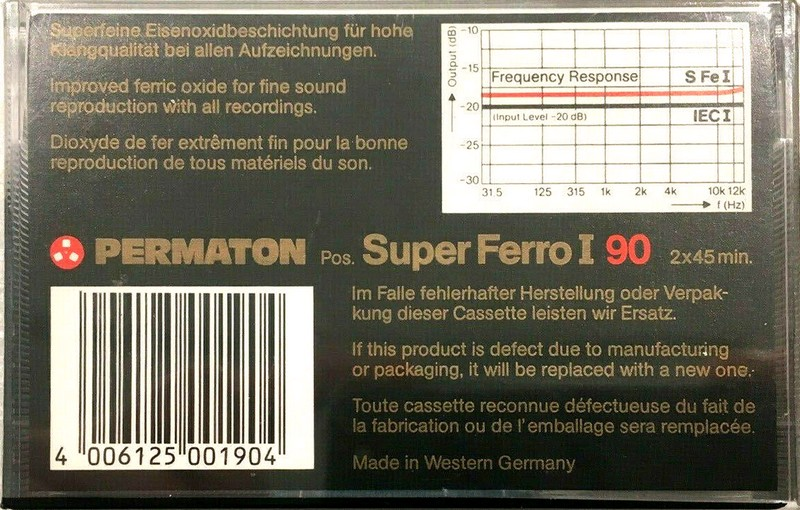 Superfeine Eisenoxidbeschichtung für hohe
Klangqualität bei allen Aufzeichnungen.
Improved ferric oxide for fine sound
reproduction with all recordings.
Dioxyde de fer extrêment fin pour la bonne
reproduction de tous matériels du son.
Output (dB)
-10
-15
-20
-25
-30
Frequency Response
S Fe I
(Input Level -20 dB)
IEC I
31 5 125 315 1k 2k 4k 10k 12k
f (Hz)
PERMATON Pos. Super Ferro I 90 2x45 min.
Im Falle fehlerhafter Herstellung oder Verpak-
kung dieser Cassette leisten wir Ersatz.
If this product is defect due to manufacturing
or packaging, it will be replaced with a new one.
Toute cassette reconnue défectueuse du fait de
la fabrication ou de l'emballage sera remplacée.
Made in Western Germany
4 006125 001904